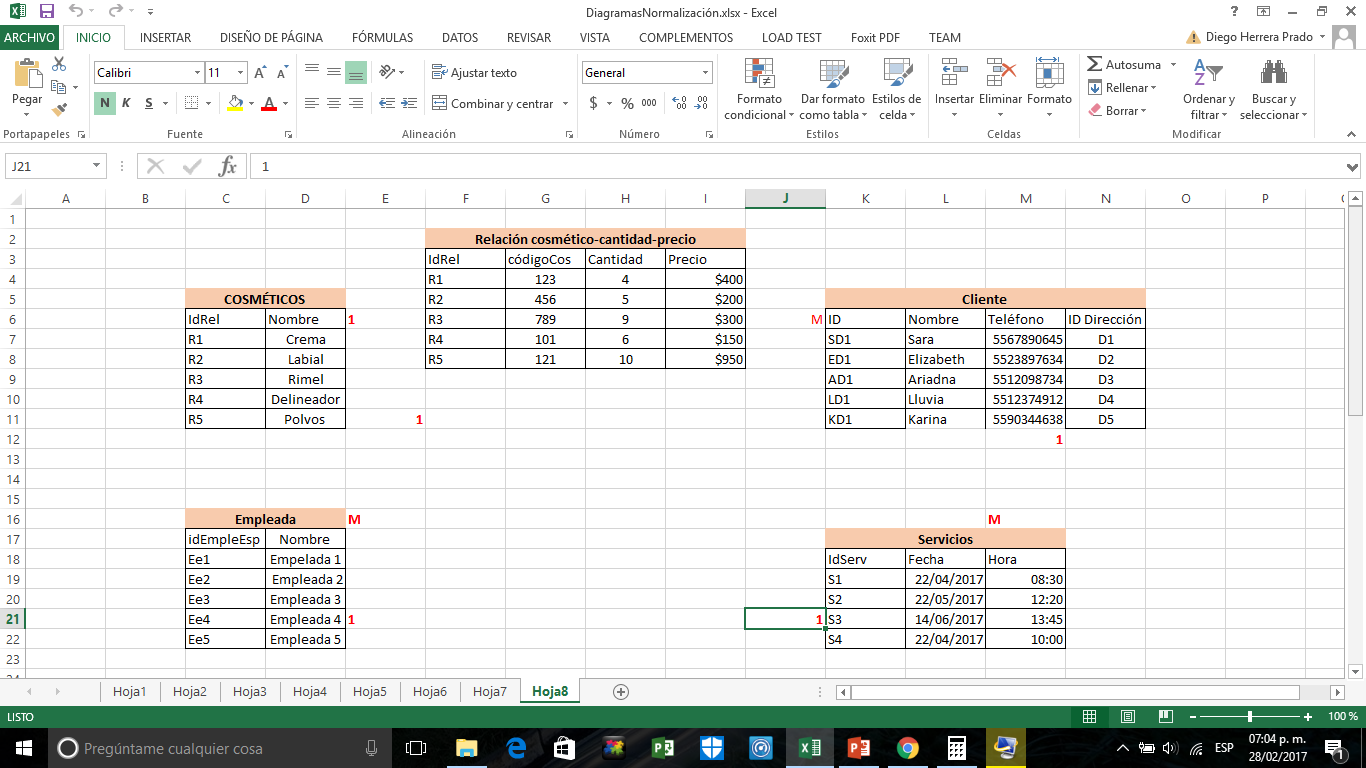 DiagramasNormalización.xlsx - Excel
ARCHIVO INICIO INSERTAR DISEÑO DE PÁGINA FÓRMULAS DATOS REVISAR VISTA COMPLEMENTOS LOAD TEST Foxit PDF TEAM Diego Herrera Prado
Pegar
Portapapeles
Calibri 11
N K S
Fuente
Ajustar texto
Combinar y centrar
Alineación
General
$ % 000
Número
Formato condicional
Dar formato como tabla
Estilos de celda
Estilos
Insertar Eliminar Formato
Celdas
Autosuma
Rellenar
Borrar
Ordenar y filtrar
Buscar y seleccionar
Modificar
J21 fx 1
A B C D E F G H I J K L M N O P
1
2 Relación cosmético-cantidad-precio
3 IdRel códigoCos Cantidad Precio
4 R1 123 4 $400
5 COSMÉTICOS R2 456 5 $200 Cliente
6 IdRel Nombre 1 R3 789 9 $300 M ID Nombre Teléfono ID Dirección
7 R1 Crema R4 101 6 $150 SD1 Sara 5567890645 D1
8 R2 Labial R5 121 10 $950 ED1 Elizabeth 5523897634 D2
9 R3 Rimel AD1 Ariadna 5512098734 D3
10 R4 Delineador LD1 Lluvia 5512374912 D4
11 R5 Polvos 1 KD1 Karina 5590344638 D5
12 1
13
14
15
16 Empleada M M
17 idEmpleEsp Nombre Servicios
18 Ee1 Empelada 1 IdServ Fecha Hora
19 Ee2 Empleada 2 S1 22/04/2017 08:30
20 Ee3 Empleada 3 S2 22/05/2017 12:20
21 Ee4 Empleada 4 1 1 S3 14/06/2017 13:45
22 Ee5 Empleada 5 S4 22/04/2017 10:00
23
Hoja1 Hoja2 Hoja3 Hoja4 Hoja5 Hoja6 Hoja7 Hoja8
LISTO 100 %
Pregúntame cualquier cosa ESP 07:04 p. m.
28/02/2017 1